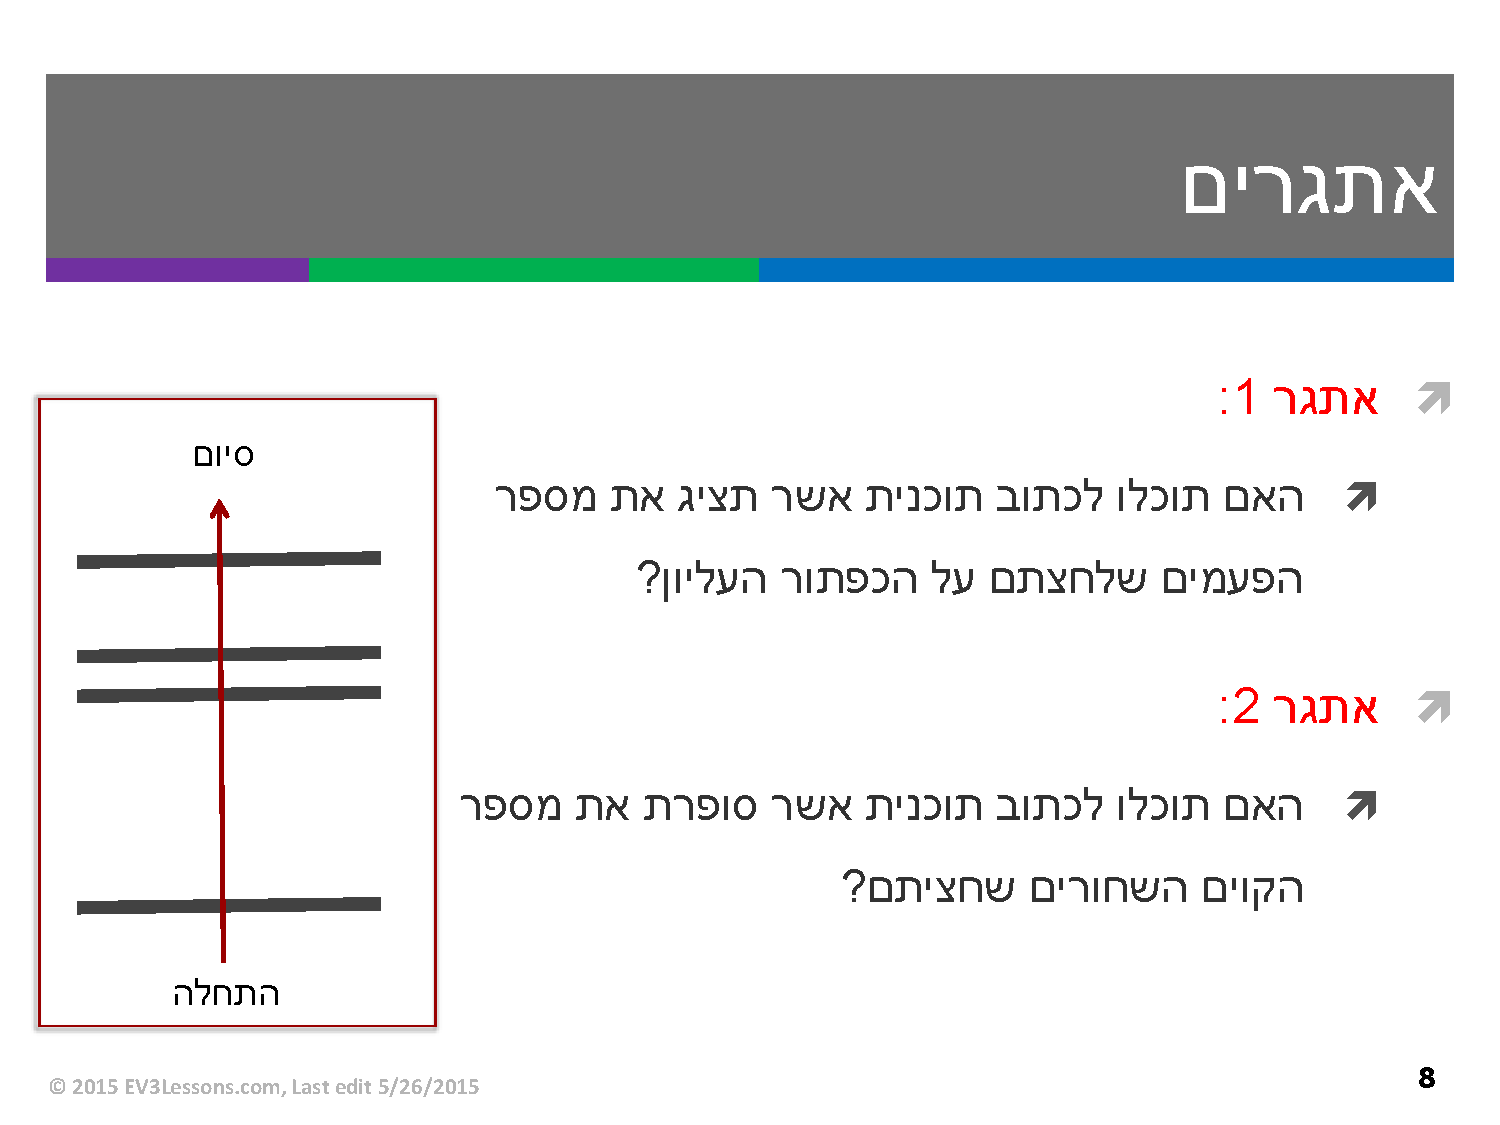 אתגרים
אתגר 1:
האם תוכלו לכתוב תוכנית אשר תציג את מספר
הפעמים שלחצתם על הכפתור העליון?
אתגר 2:
האם תוכלו לכתוב תוכנית אשר סופרת את מספר
הקוים השחורים שחציתם?
סיום
התחלה
© 2015 EV3Lessons.com, Last edit 5/26/2015
8